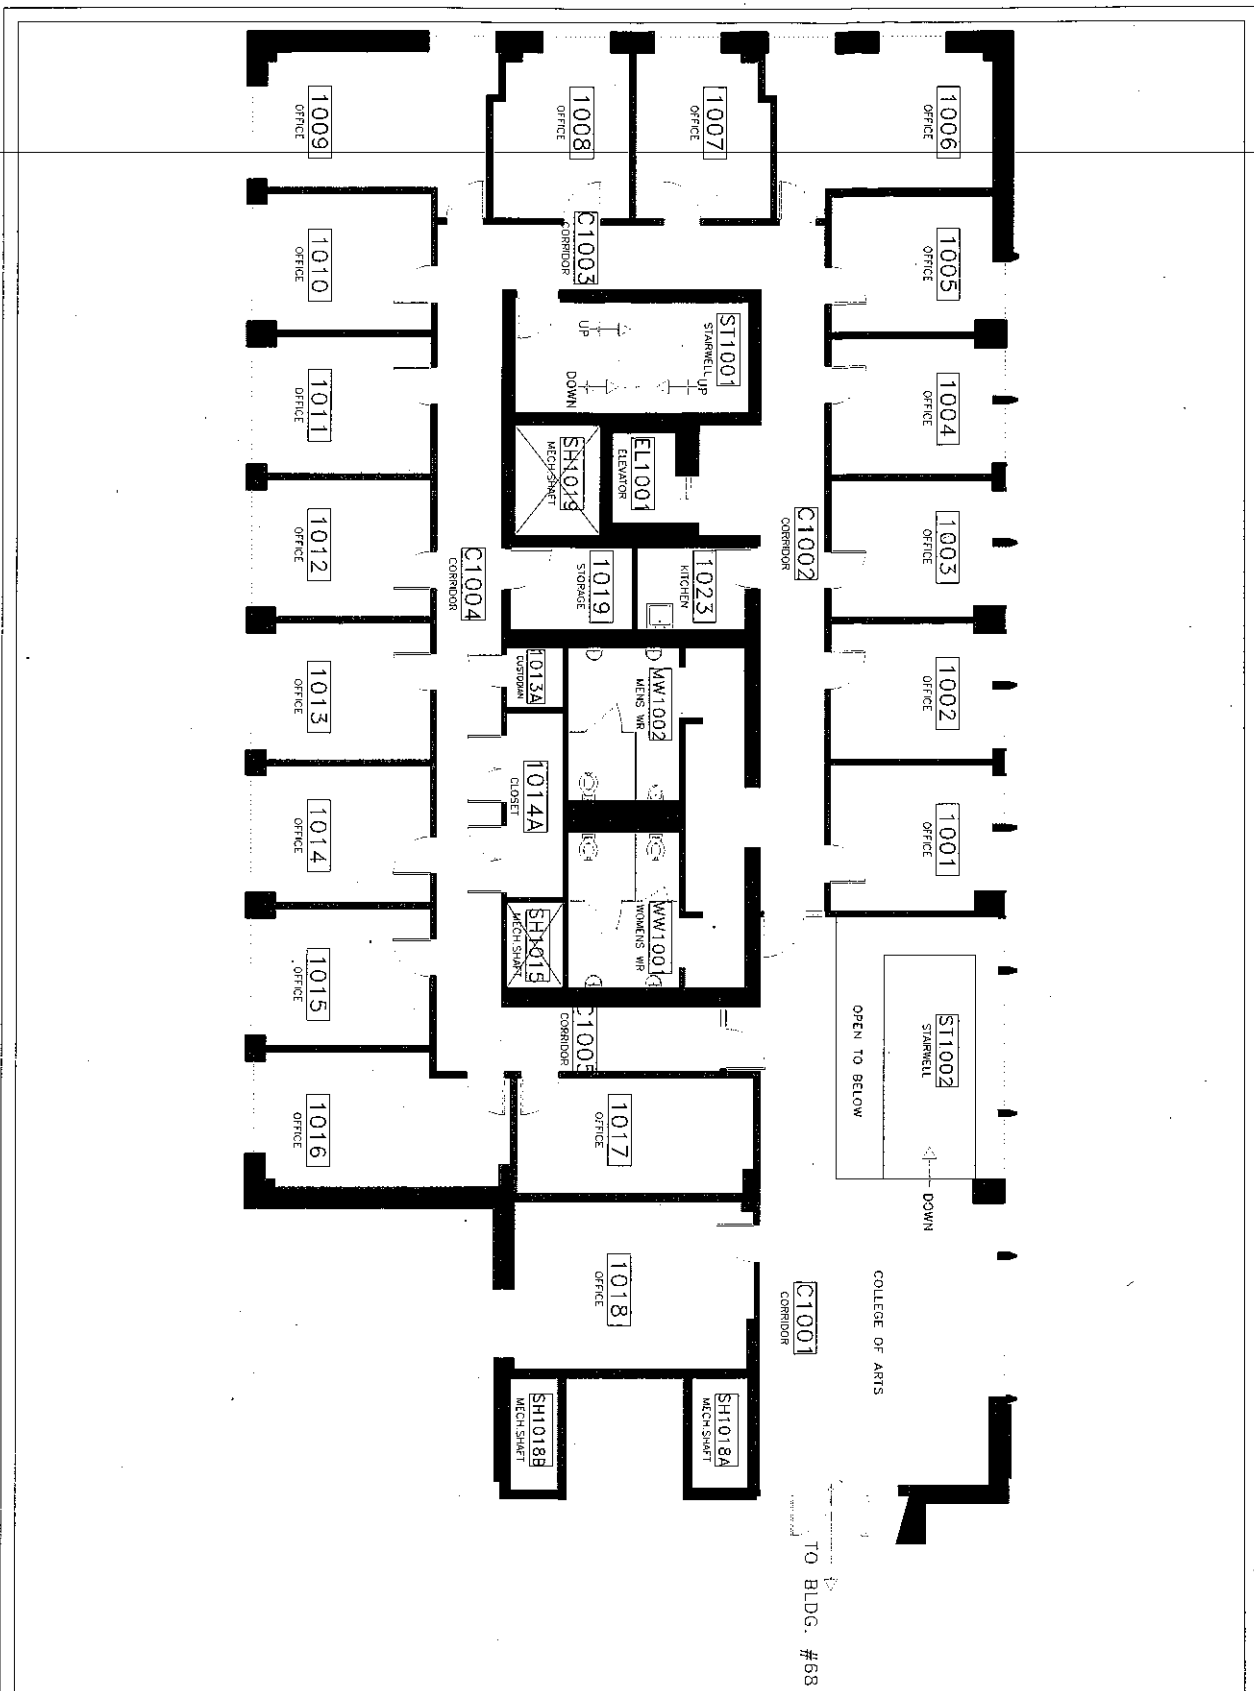 1006
OFFICE
1007
OFFICE
1008
OFFICE
1009
OFFICE
1005
OFFICE
C1003
CORRIDOR
1010
OFFICE
ST1001
STAIRWELL
UP
UP
DOWN
1004
OFFICE
1011
OFFICE
EL1001
ELEVATOR
SH1019
MECH.SHAFT
1003
OFFICE
C1002
CORRIDOR
1023
KITCHEN
1019
STORAGE
C1004
CORRIDOR
1012
OFFICE
1002
OFFICE
MW1002
MENS WR
1013A
CUSTODIAN
1013
OFFICE
1001
OFFICE
1014A
CLOSET
1014
OFFICE
WW1001
WOMENS WR
SH1015
MECH.SHAFT
1015
OFFICE
ST1002
STAIRWELL
OPEN TO BELOW
DOWN
C1005
CORRIDOR
1017
OFFICE
1016
OFFICE
1018
OFFICE
C1001
CORRIDOR
COLLEGE OF ARTS
SH1018A
MECH.SHAFT
SH1018B
MECH.SHAFT
TO BLDG. #68